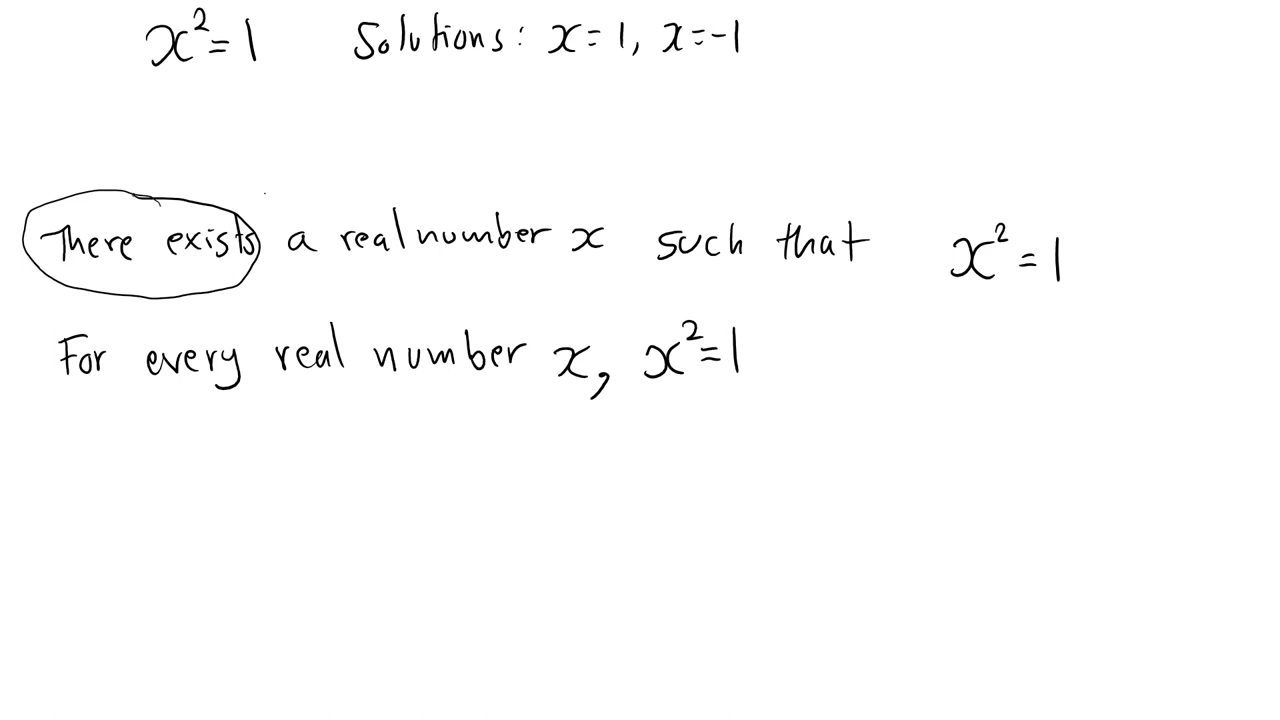 x²=1 Solutions: x=1, x=-1
There exists a real number x such that x²=1
For every real number x, x²=1